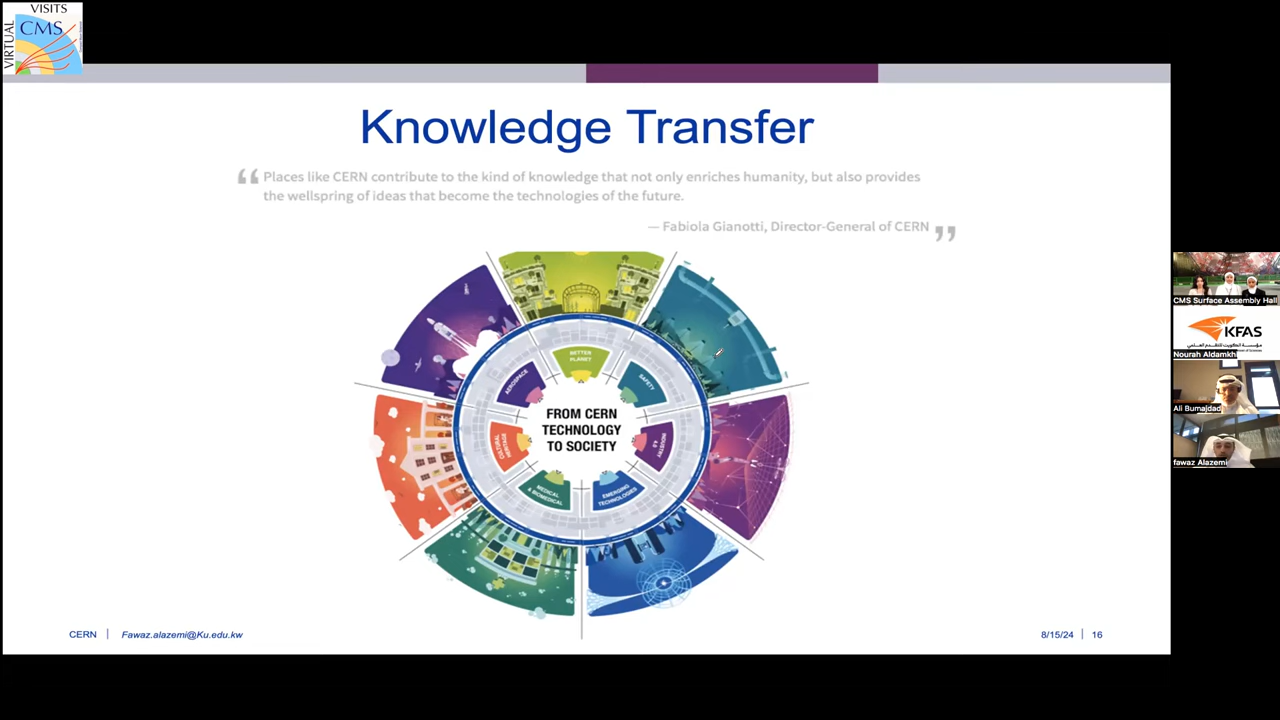 VISITS
CMS
VIRTUAL
Knowledge Transfer
“ Places like CERN contribute to the kind of knowledge that not only enriches humanity, but also provides
the wellspring of ideas that become the technologies of the future.
— Fabiola Gianotti, Director-General of CERN ”
BETTER
PLANET
AEROSPACE
SAFETY
CULTURAL
HERITAGE
INDUSTRY
4.0
MEDICAL
& BIOMEDICAL
EMERGING
TECHNOLOGIES
FROM CERN
TECHNOLOGY
TO SOCIETY
CERN | Fawaz.alazemi@Ku.edu.kw
8/15/24 | 16
CMS Surface Assembly Hall
KFAS
مؤسسة الكويت للتقدم العلمي
Nourah Aldamkhi
Ali Bumajdad
fawaz Alazemi